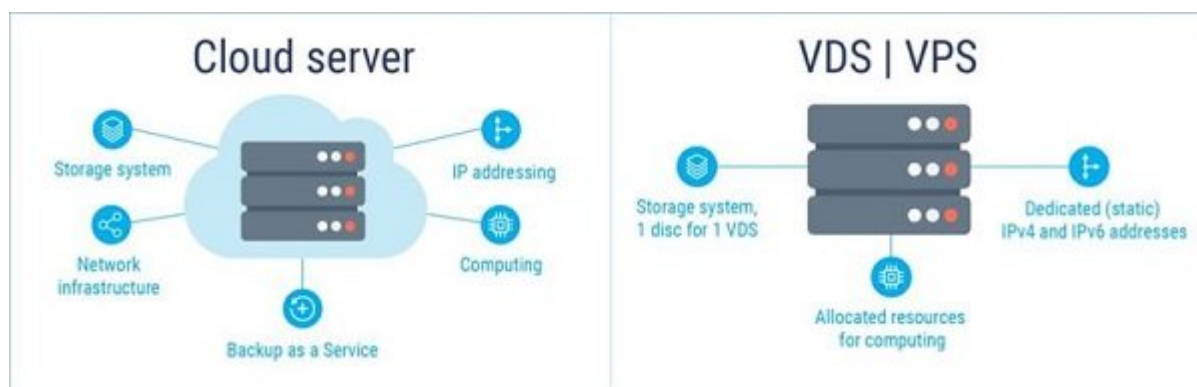 Cloud server
Storage system
IP addressing
Network
infrastructure
Computing
Backup as a Service
VDS | VPS
Storage system,
1 disc for 1 VDS
Dedicated (static)
IPv4 and IPv6 addresses
Allocated resources
for computing